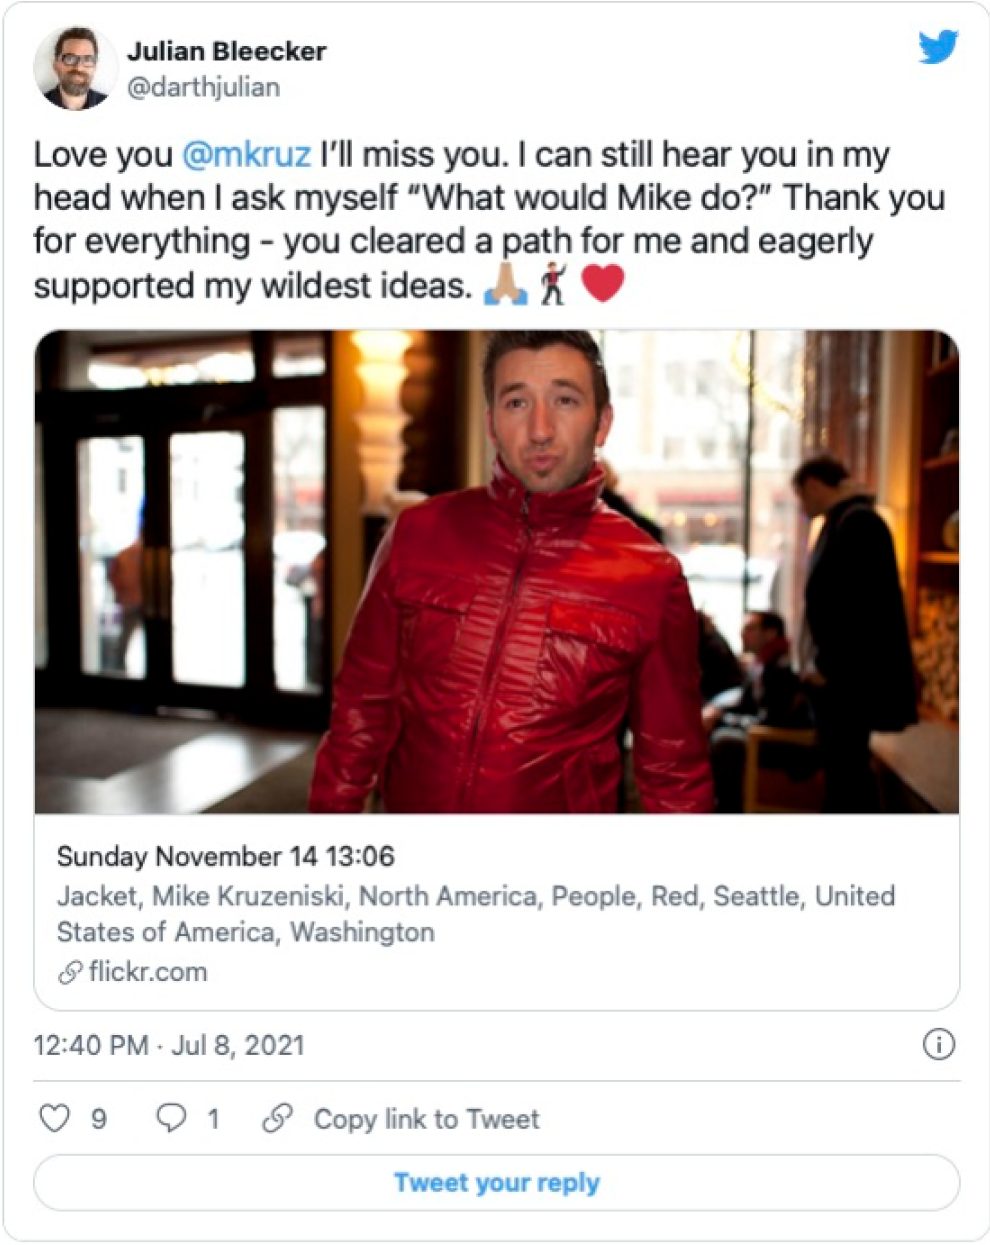 Julian Bleecker
@darthjulian
Love you @mkruz I’ll miss you. I can still hear you in my
head when I ask myself “What would Mike do?” Thank you
for everything - you cleared a path for me and eagerly
supported my wildest ideas. 🙏🏼🕺🏼❤️
Sunday November 14 13:06
Jacket, Mike Kruzeniski, North America, People, Red, Seattle, United
States of America, Washington
flickr.com
12:40 PM · Jul 8, 2021
9 1 Copy link to Tweet
Tweet your reply